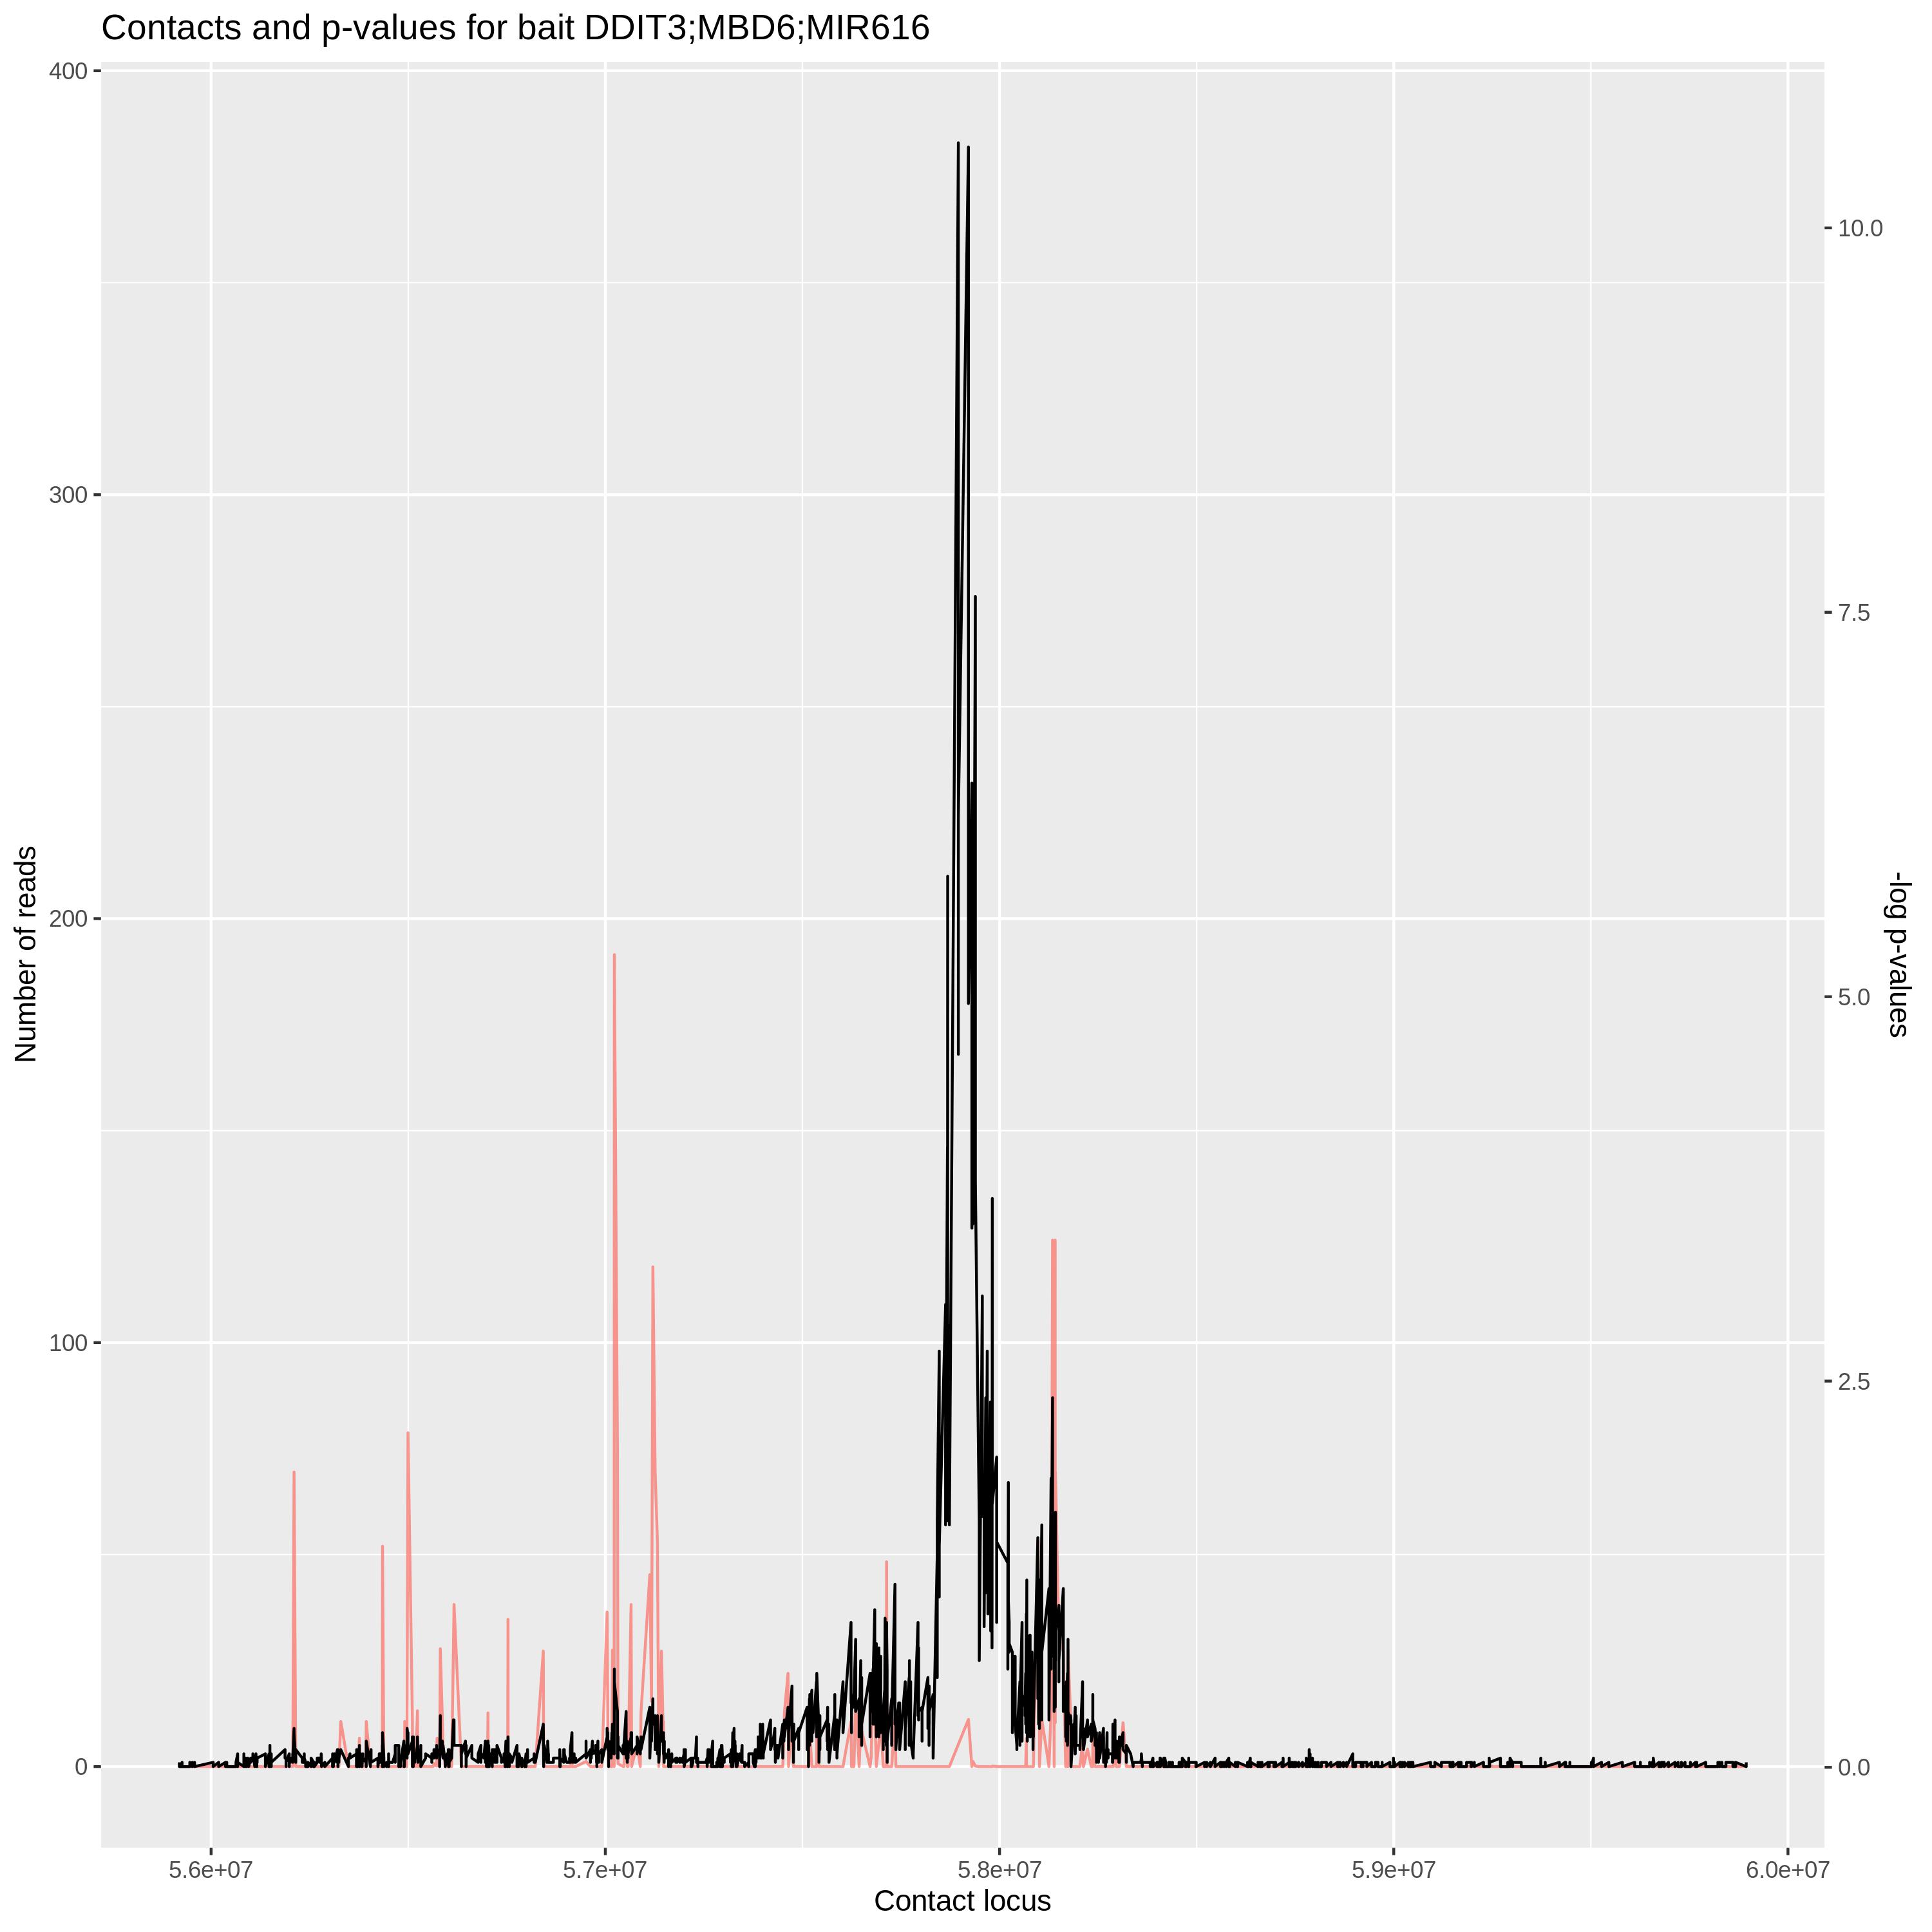 Contacts and p-values for bait DDIT3;MBD6;MIR616
400
300
200
100
0
Number of reads
10.0
7.5
5.0
2.5
0.0
-log p-values
5.6e+07
5.7e+07
5.8e+07
5.9e+07
6.0e+07
Contact locus